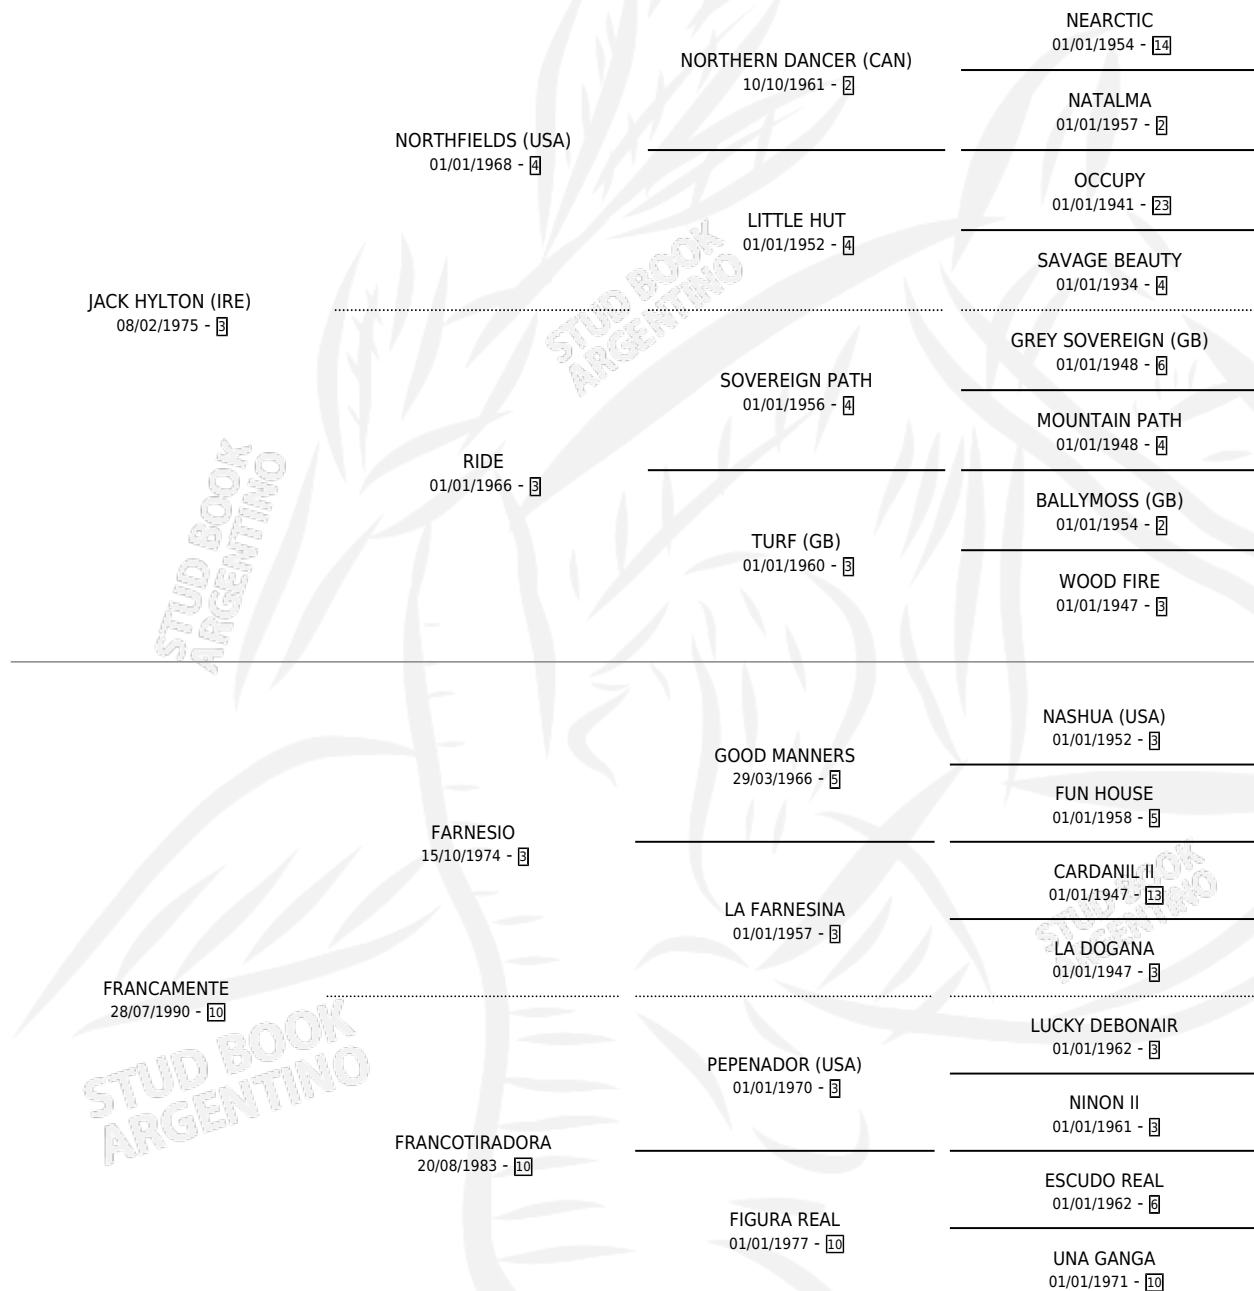 NEARCTIC
01/01/1954 - 14
NORTHERN DANCER (CAN)
10/10/1961 - 2
NATALMA
01/01/1957 - 2
NORTHFIELDS (USA)
01/01/1968 - 4
OCCUPY
01/01/1941 - 23
LITTLE HUT
01/01/1952 - 4
SAVAGE BEAUTY
01/01/1934 - 4
JACK HYLTON (IRE)
08/02/1975 - 3
GREY SOVEREIGN (GB)
01/01/1948 - 6
SOVEREIGN PATH
01/01/1956 - 4
MOUNTAIN PATH
01/01/1948 - 4
RIDE
01/01/1966 - 3
BALLYMOSS (GB)
01/01/1954 - 2
TURF (GB)
01/01/1960 - 3
WOOD FIRE
01/01/1947 - 3
NASHUA (USA)
01/01/1952 - 3
GOOD MANNERS
29/03/1966 - 5
FUN HOUSE
01/01/1958 - 5
FARNESIO
15/10/1974 - 3
CARDANIL II
01/01/1947 - 13
LA FARNESINA
01/01/1957 - 3
LA DOGANA
01/01/1947 - 3
FRANCAMENTE
28/07/1990 - 10
LUCKY DEBONAIR
01/01/1962 - 3
PEPENADOR (USA)
01/01/1970 - 3
NINON II
01/01/1961 - 3
FRANCOTIRADORA
20/08/1983 - 10
ESCUDO REAL
01/01/1962 - 6
FIGURA REAL
01/01/1977 - 10
UNA GANGA
01/01/1971 - 10
STUD BOOK
ARGENTINO
STUD BOOK
ARGENTINO
STUD BOOK
ARGENTINO
STUD BOOK
ARGENTINO